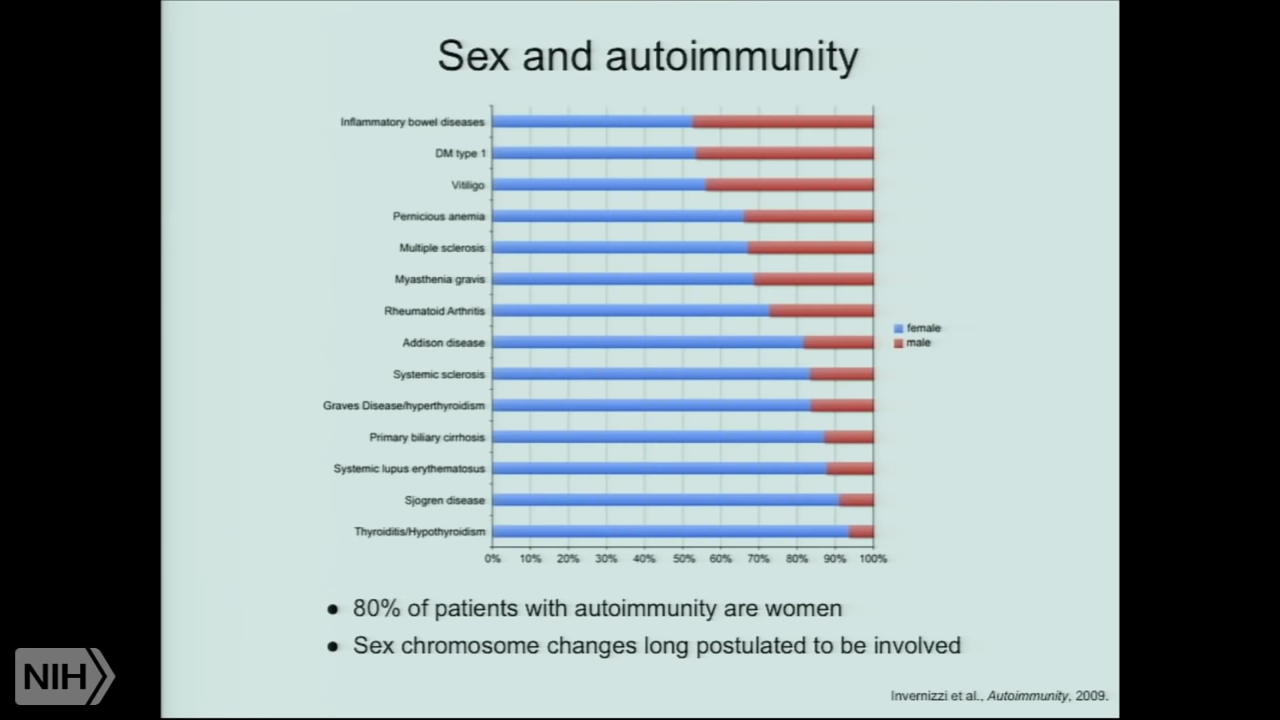 Sex and autoimmunity
Inflammatory bowel diseases
DM type 1
Vitiligo
Pernicious anemia
Multiple sclerosis
Myasthenia gravis
Rheumatoid Arthritis
Addison disease
Systemic sclerosis
Graves Disease/hyperthyroidism
Primary biliary cirrhosis
Systemic lupus erythematosus
Sjogren disease
Thyroiditis/Hypothyroidism
0% 10% 20% 30% 40% 50% 60% 70% 80% 90% 100%
female
male
● 80% of patients with autoimmunity are women
● Sex chromosome changes long postulated to be involved
Invernizzi et al., Autoimmunity, 2009.
NIH